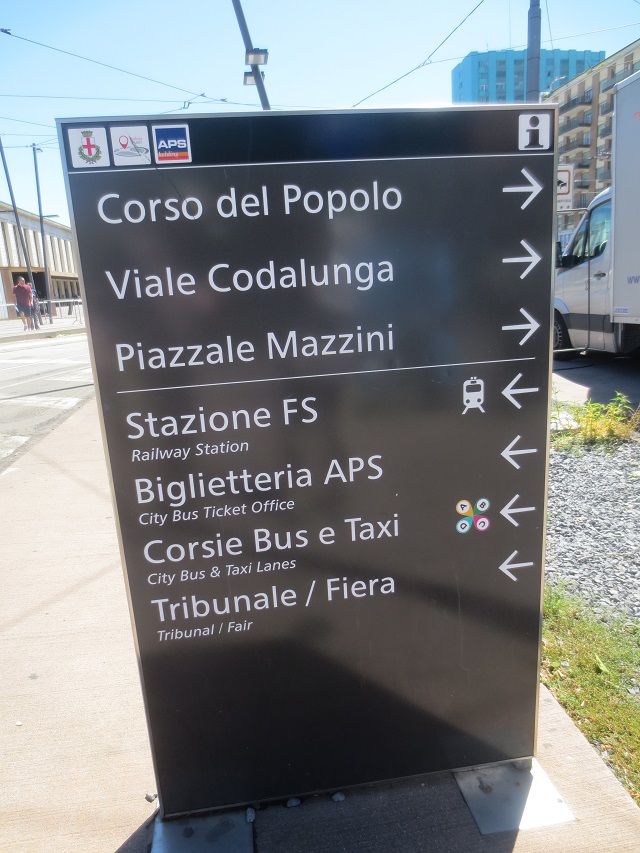 APS
holding
i
Corso del Popolo
Viale Codalunga
Piazzale Mazzini
Stazione FS
Railway Station
Biglietteria APS
City Bus Ticket Office
Corsie Bus e Taxi
City Bus & Taxi Lanes
A B
D C
Tribunale / Fiera
Tribunal / Fair